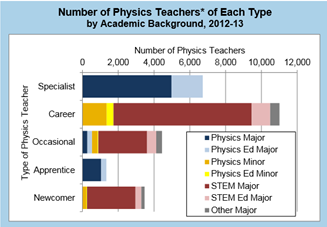 Number of Physics Teachers* of Each Type
by Academic Background, 2012-13
Number of Physics Teachers
0 2,000 4,000 6,000 8,000 10,000 12,000
Type of Physics Teacher
Specialist
Career
Occasional
Apprentice
Newcomer
Physics Major
Physics Ed Major
Physics Minor
Physics Ed Minor
STEM Major
STEM Ed Major
Other Major